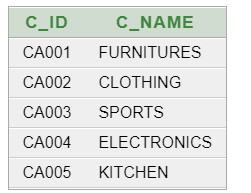 C_ID C_NAME
CA001 FURNITURES
CA002 CLOTHING
CA003 SPORTS
CA004 ELECTRONICS
CA005 KITCHEN